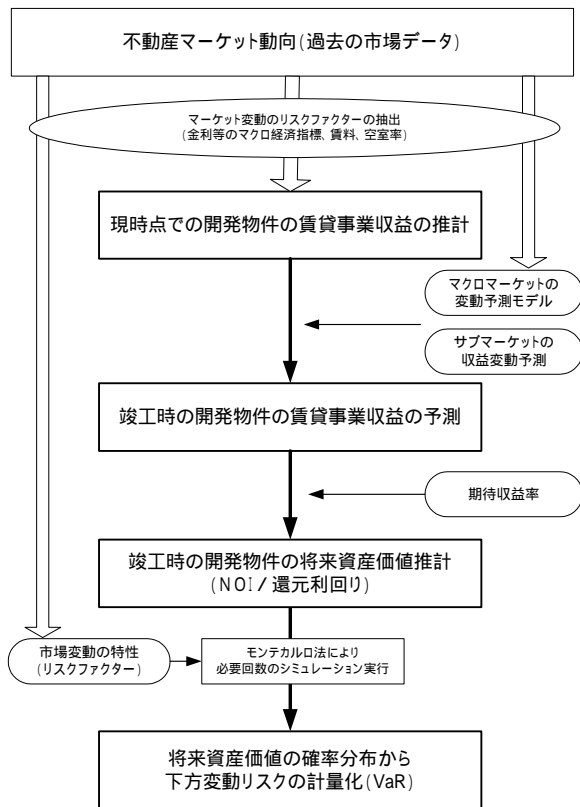 不動産マーケット動向(過去の市場データ)
マーケット変動のリスクファクターの抽出
(金利等のマクロ経済指標、賃料、空室率)
現時点での開発物件の賃貸事業収益の推計
マクロマーケットの
変動予測モデル
サブマーケットの
収益変動予測
竣工時の開発物件の賃貸事業収益の予測
期待収益率
竣工時の開発物件の将来資産価値推計
(NOI/還元利回り)
市場変動の特性
(リスクファクター)
モンテカルロ法により
必要回数のシミュレーション実行
将来資産価値の確率分布から
下方変動リスクの計量化(VaR)